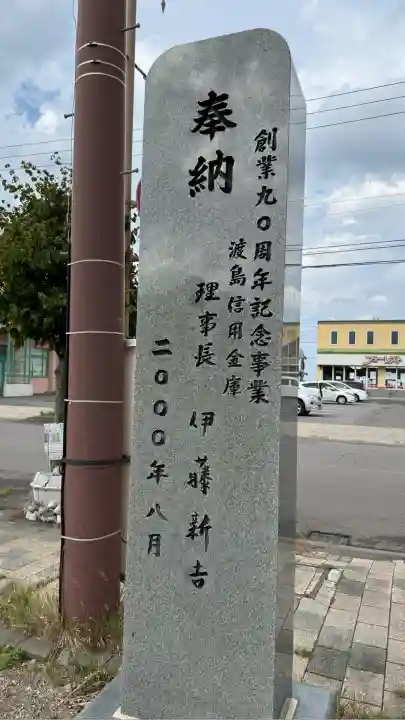 奉納
創業九〇周年記念事業
渡島信用金庫
理事長 伊藤新吉
二〇〇〇年八月